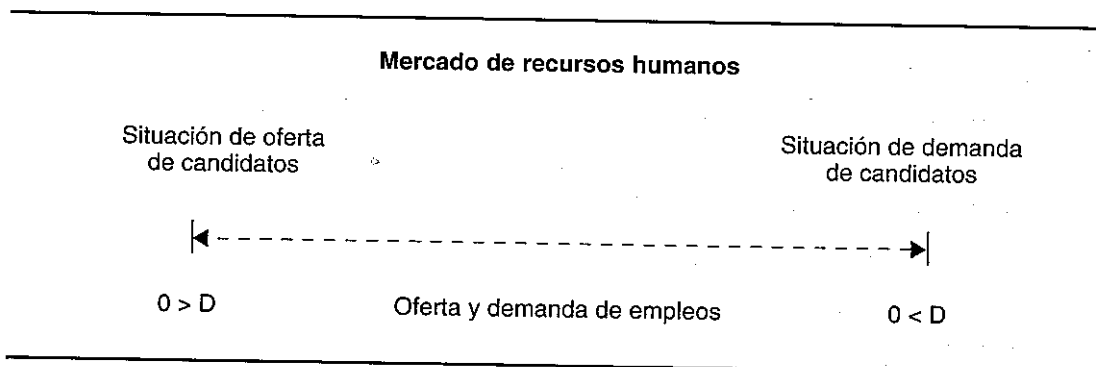 Mercado de recursos humanos
Situación de oferta
de candidatos
Situación de demanda
de candidatos
0 > D
Oferta y demanda de empleos
0 < D